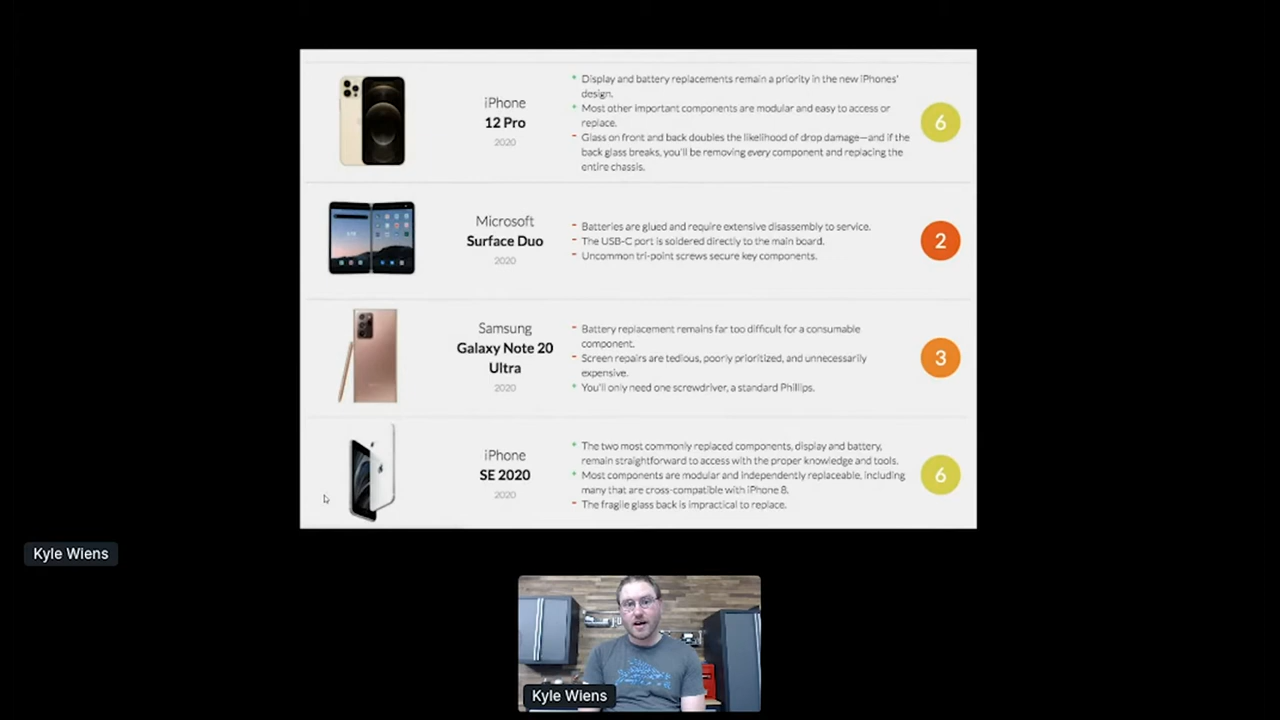 iPhone
12 Pro
2020
+ Display and battery replacements remain a priority in the new iPhones'
design.
+ Most other important components are modular and easy to access or
replace.
- Glass on front and back doubles the likelihood of drop damage—and if the
back glass breaks, you'll be removing every component and replacing the
entire chassis.
6
Microsoft
Surface Duo
2020
- Batteries are glued and require extensive disassembly to service.
- The USB-C port is soldered directly to the main board.
- Uncommon tri-point screws secure key components.
2
Samsung
Galaxy Note 20
Ultra
2020
- Battery replacement remains far too difficult for a consumable
component.
- Screen repairs are tedious, poorly prioritized, and unnecessarily
expensive.
+ You'll only need one screwdriver, a standard Phillips.
3
iPhone
SE 2020
2020
+ The two most commonly replaced components, display and battery,
remain straightforward to access with the proper knowledge and tools.
+ Most components are modular and independently replaceable, including
many that are cross-compatible with iPhone 8.
- The fragile glass back is impractical to replace.
6
Kyle Wiens
Kyle Wiens